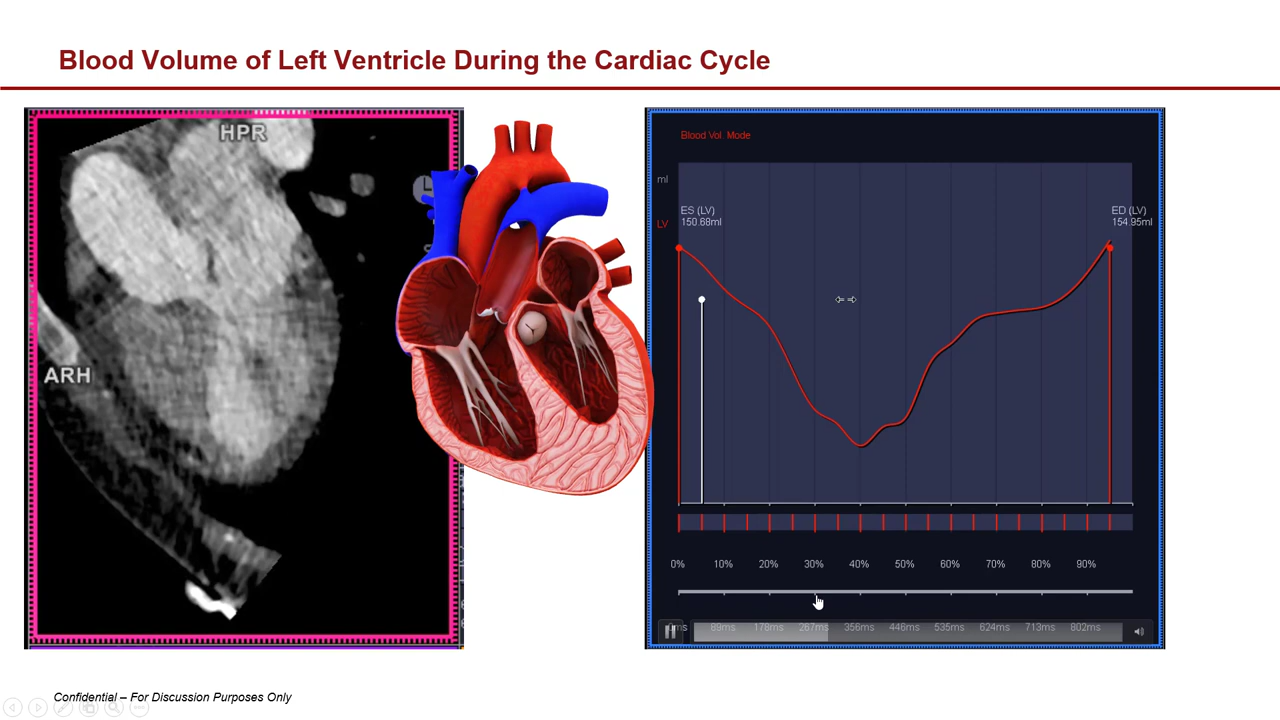 Blood Volume of Left Ventricle During the Cardiac Cycle
HPR
ARH
Blood Vol Mode
ml
LV
ES (LV)
150.69ml
ED (LV)
154.95ml
0% 10% 20% 30% 40% 50% 60% 70% 80% 90%
89ms 178ms 267ms 356ms 446ms 535ms 624ms 713ms 802ms
Confidential – For Discussion Purposes Only